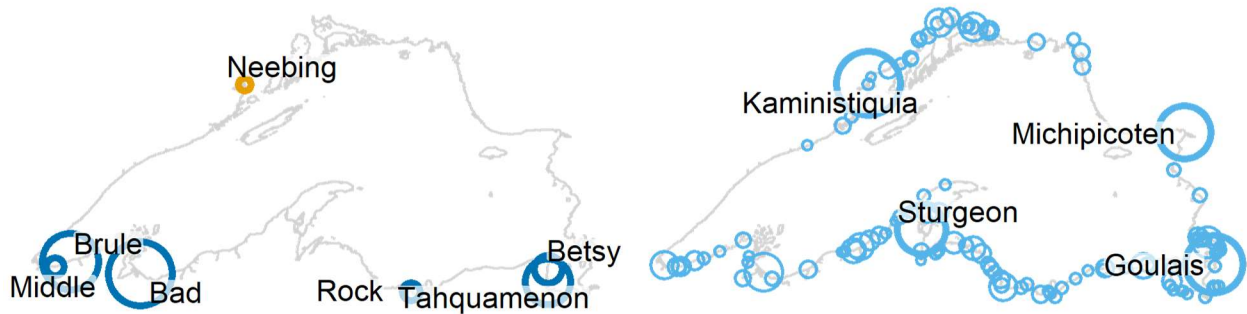 Neebing
Brule
Middle
Bad
Rock
Tahquamenon
Betsy
Kaministiquia
Michipicoten
Sturgeon
Goulais